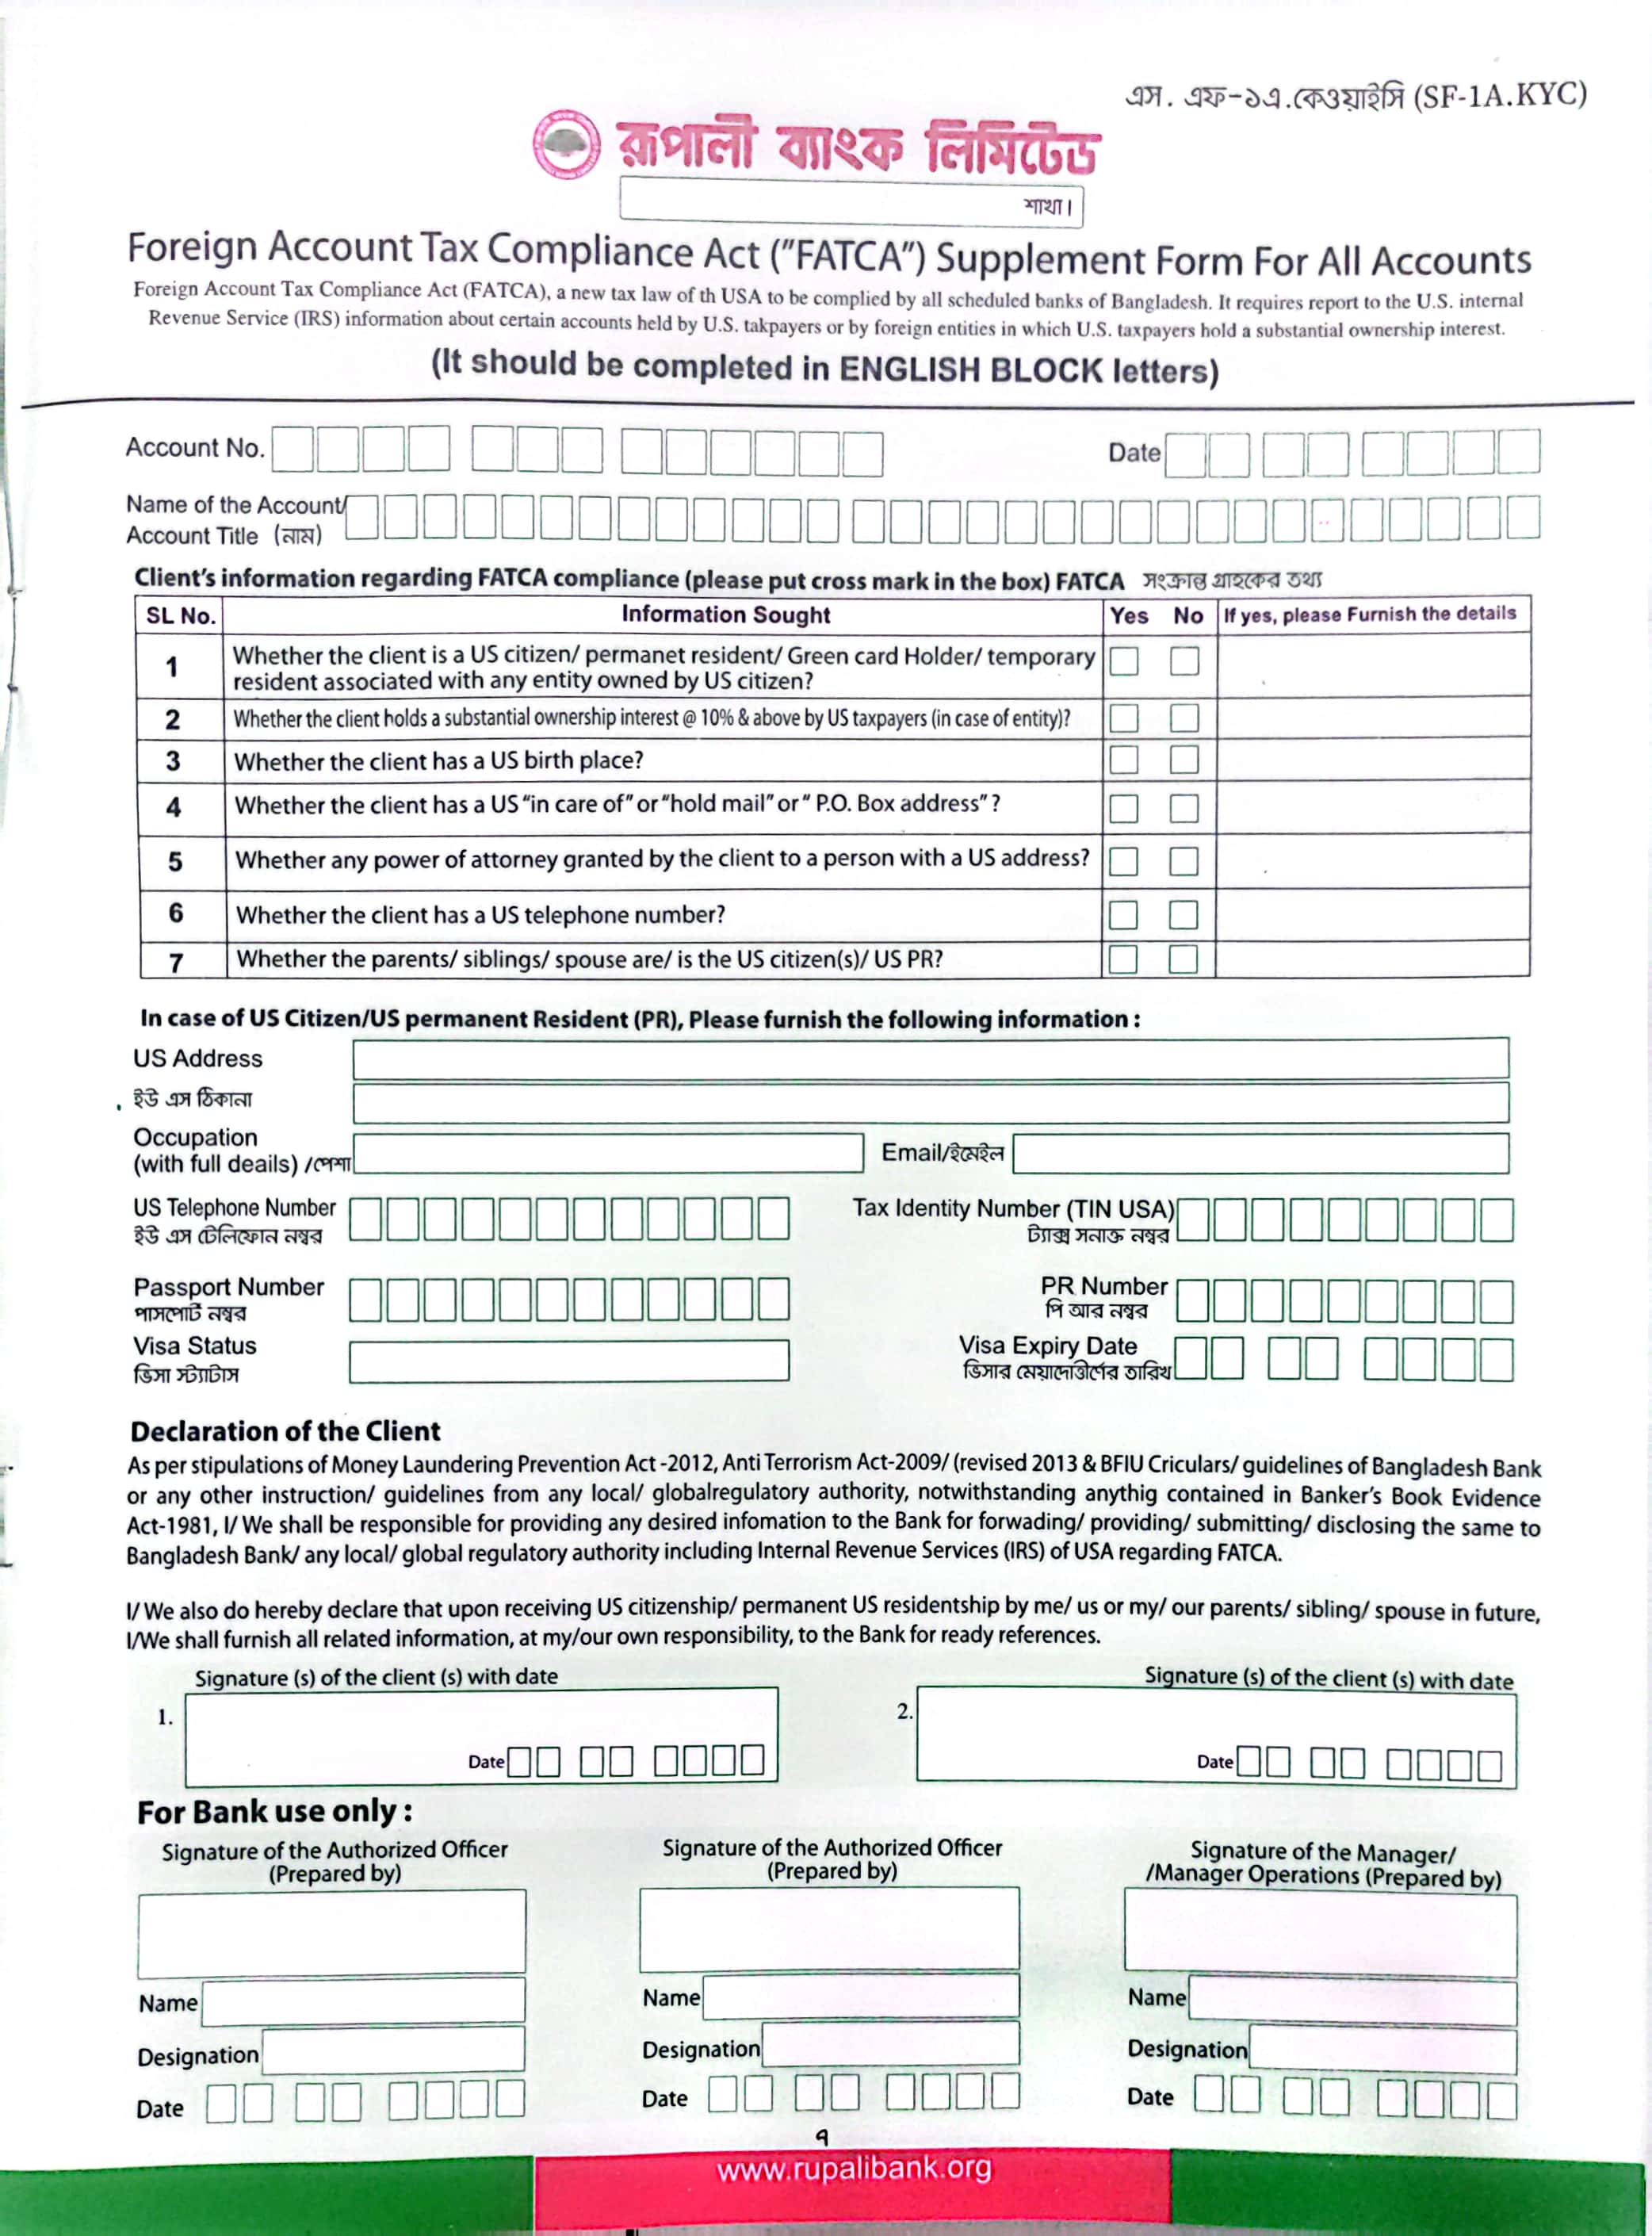 এস. এফ-১এ.কেওয়াইসি (SF-1A.KYC)
রূপালী ব্যাংক লিমিটেড
শাখা।
Foreign Account Tax Compliance Act ("FATCA") Supplement Form For All Accounts
Foreign Account Tax Compliance Act (FATCA), a new tax law of th USA to be complied by all scheduled banks of Bangladesh. It requires report to the U.S. internal
Revenue Service (IRS) information about certain accounts held by U.S. takpayers or by foreign entities in which U.S. taxpayers hold a substantial ownership interest.
(It should be completed in ENGLISH BLOCK letters)
Account No. Date
Name of the Account/
Account Title (নাম)
Client's information regarding FATCA compliance (please put cross mark in the box) FATCA সংক্রান্ত গ্রাহকের তথ্য
SL No. Information Sought Yes No If yes, please Furnish the details
1 Whether the client is a US citizen/ permanet resident/ Green card Holder/ temporary
resident associated with any entity owned by US citizen?
2 Whether the client holds a substantial ownership interest @ 10% & above by US taxpayers (in case of entity)?
3 Whether the client has a US birth place?
4 Whether the client has a US "in care of" or "hold mail" or " P.O. Box address" ?
5 Whether any power of attorney granted by the client to a person with a US address?
6 Whether the client has a US telephone number?
7 Whether the parents/ siblings/ spouse are/ is the US citizen(s)/ US PR?
In case of US Citizen/US permanent Resident (PR), Please furnish the following information :
US Address
ইউ এস ঠিকানা
Occupation
(with full deails) /পেশা Email/ইমেইল
US Telephone Number Tax Identity Number (TIN USA)
ইউ এস টেলিফোন নম্বর ট্যাক্স সনাক্ত নম্বর
Passport Number PR Number
পাসপোর্ট নম্বর পি আর নম্বর
Visa Status Visa Expiry Date
ভিসা স্ট্যাটাস ভিসার মেয়াদোত্তীর্ণের তারিখ
Declaration of the Client
As per stipulations of Money Laundering Prevention Act -2012, Anti Terrorism Act-2009/ (revised 2013 & BFIU Criculars/ guidelines of Bangladesh Bank
or any other instruction/ guidelines from any local/ globalregulatory authority, notwithstanding anythig contained in Banker's Book Evidence
Act-1981, I/ We shall be responsible for providing any desired infomation to the Bank for forwading/ providing/ submitting/ disclosing the same to
Bangladesh Bank/ any local/ global regulatory authority including Internal Revenue Services (IRS) of USA regarding FATCA.
I/ We also do hereby declare that upon receiving US citizenship/ permanent US residentship by me/ us or my/ our parents/ sibling/ spouse in future,
I/We shall furnish all related information, at my/our own responsibility, to the Bank for ready references.
Signature (s) of the client (s) with date Signature (s) of the client (s) with date
1. 2.
Date Date
For Bank use only :
Signature of the Authorized Officer Signature of the Authorized Officer Signature of the Manager/
(Prepared by) (Prepared by) /Manager Operations (Prepared by)
Name Name Name
Designation Designation Designation
Date Date Date
৭
www.rupalibank.org